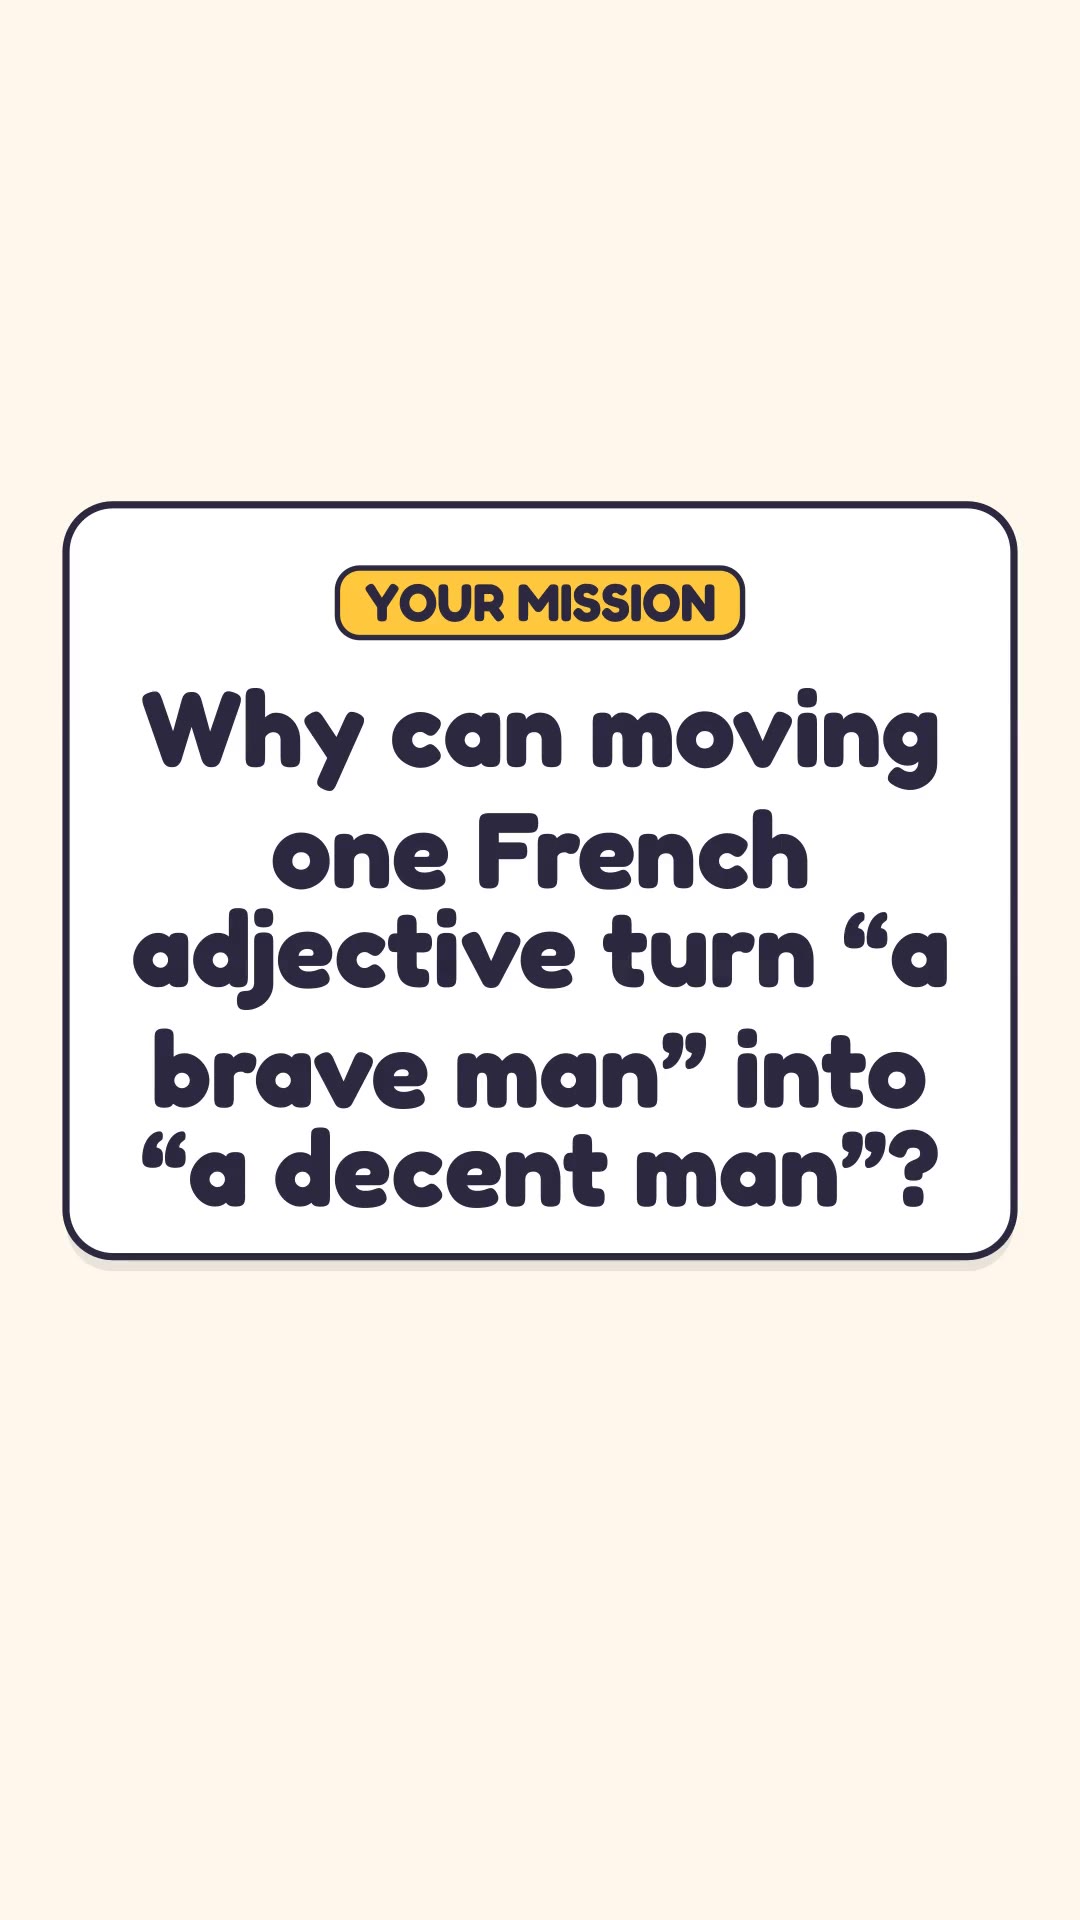 YOUR MISSION
Why can moving
one French
adjective turn “a
brave man” into
“a decent man”?